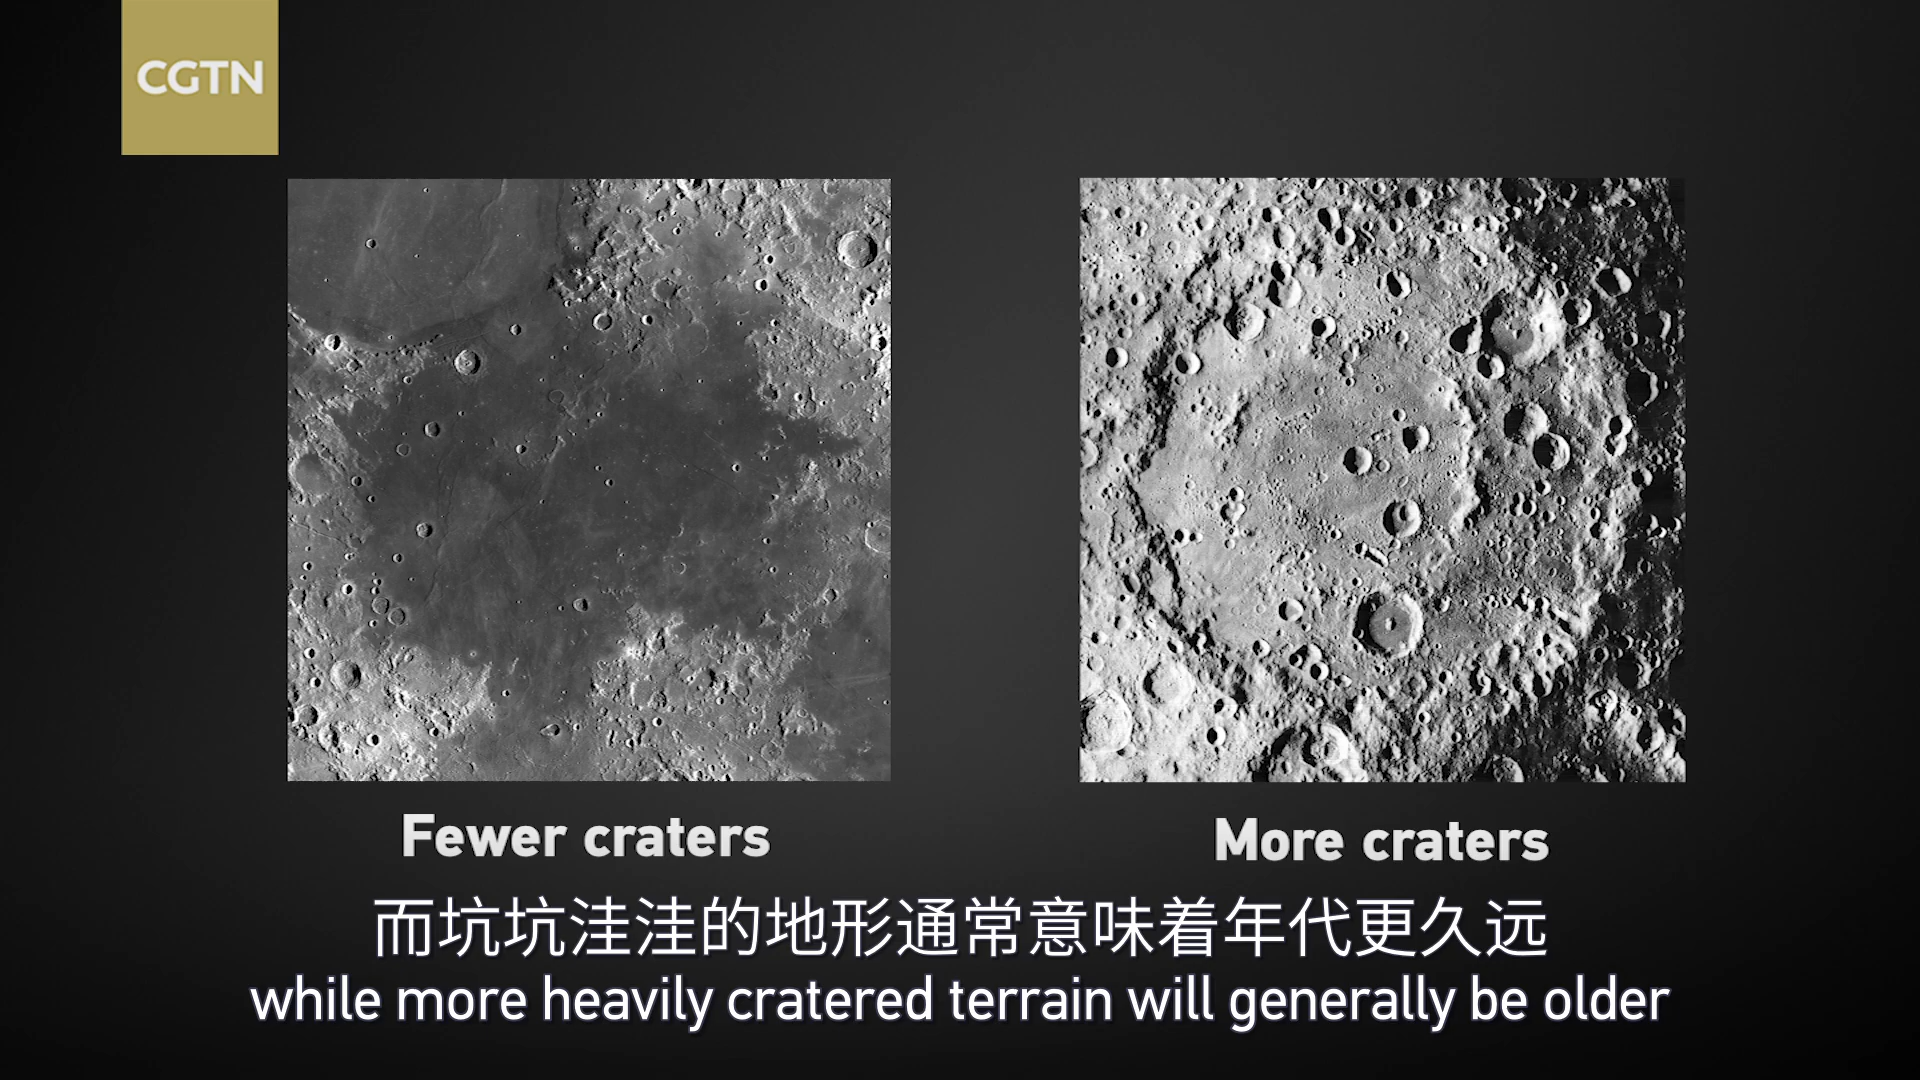 CGTN
Fewer craters
More craters
而坑坑洼洼的地形通常意味着年代更久远
while more heavily cratered terrain will generally be older